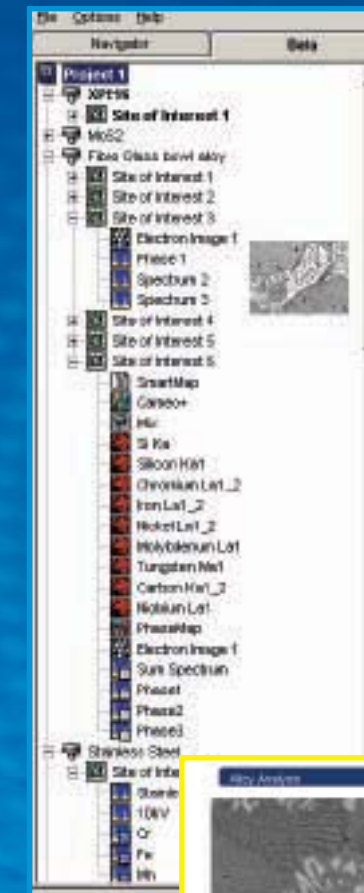 File Options Help
Navigator Data
Project 1
Site of Interest 1
MoS2
Fibre Glass bowl alloy
Site of Interest 1
Site of Interest 2
Site of Interest 3
Electron Image 1
Phase 1
Spectrum 2
Spectrum 3
Site of Interest 4
Site of Interest 5
Site of Interest 6
SmartMap
Cameo+
Mix
Si Ka
Silicon Ka1
Chromium La1_2
Iron La1_2
Nickel La1_2
Molybdenum La1
Tungsten Ma1
Carbon Ka1_2
Niobium La1
PhaseMap
Electron Image 1
Sum Spectrum
Phase1
Phase2
Phase3
Stainless Steel
Site of Inte
Stainle
10kV
Cr
Fe
Mn
Alloy Analysis